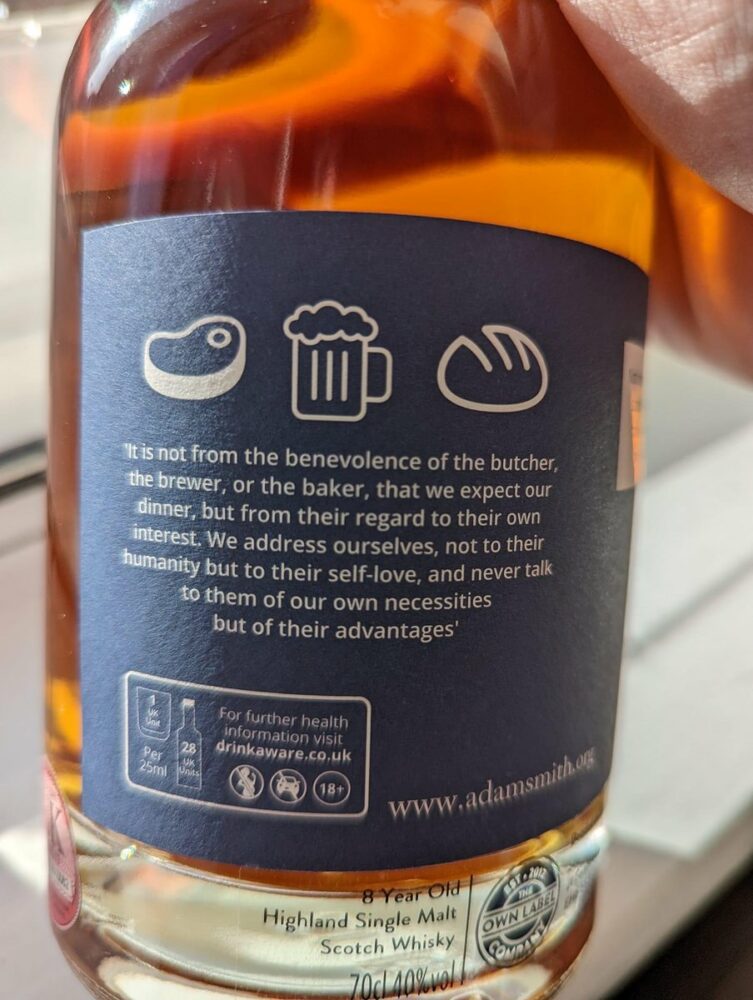 'It is not from the benevolence of the butcher,
the brewer, or the baker, that we expect our
dinner, but from their regard to their own
interest. We address ourselves, not to their
humanity but to their self-love, and never talk
to them of our own necessities
but of their advantages'
1
UK
Unit
Per
25ml
28
UK
Units
For further health
information visit
drinkaware.co.uk
18+
www.adamsmith.org
8 Year Old
Highland Single Malt
Scotch Whisky
70cl 40%vol
EST • 2012
THE
OWN LABEL
COMPANY